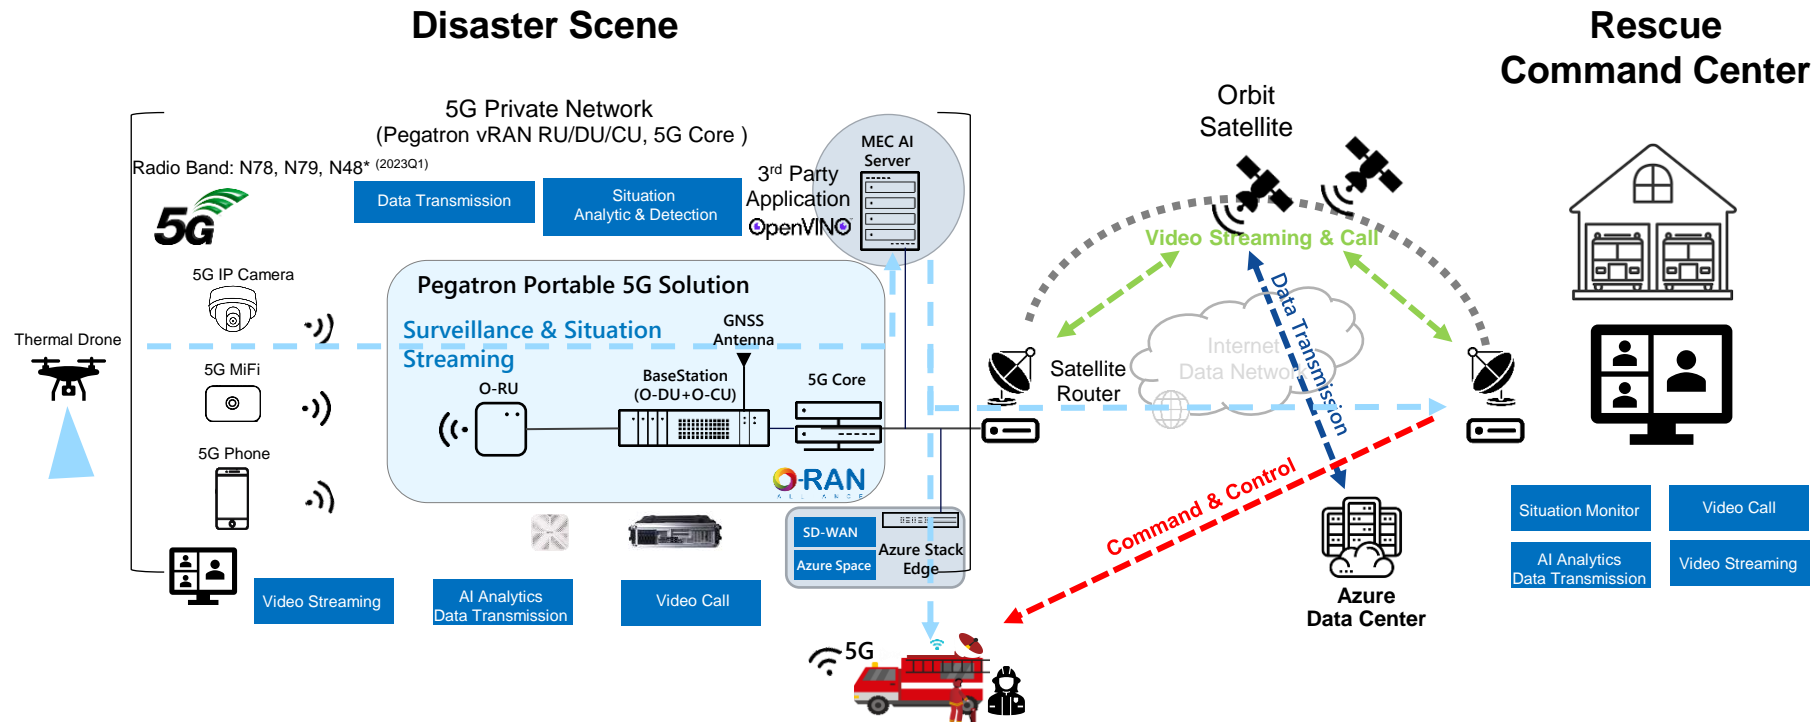 Disaster Scene
Rescue
Command Center
5G Private Network
(Pegatron vRAN RU/DU/CU, 5G Core )
Radio Band: N78, N79, N48* (2023Q1)
5G
Data Transmission
Situation
Analytic & Detection
3rd Party
Application
OpenVINO
MEC AI
Server
Orbit
Satellite
Video Streaming & Call
Data Transmission
Internet
Data Network
5G IP Camera
Thermal Drone
5G MiFi
5G Phone
Pegatron Portable 5G Solution
Surveillance & Situation
Streaming
GNSS
Antenna
O-RU
BaseStation
(O-DU+O-CU)
5G Core
O-RAN
ALLIANCE
Satellite
Router
Command & Control
SD-WAN
Azure Space
Azure Stack
Edge
Azure
Data Center
Video Streaming
AI Analytics
Data Transmission
Video Call
5G
Situation Monitor
Video Call
AI Analytics
Data Transmission
Video Streaming